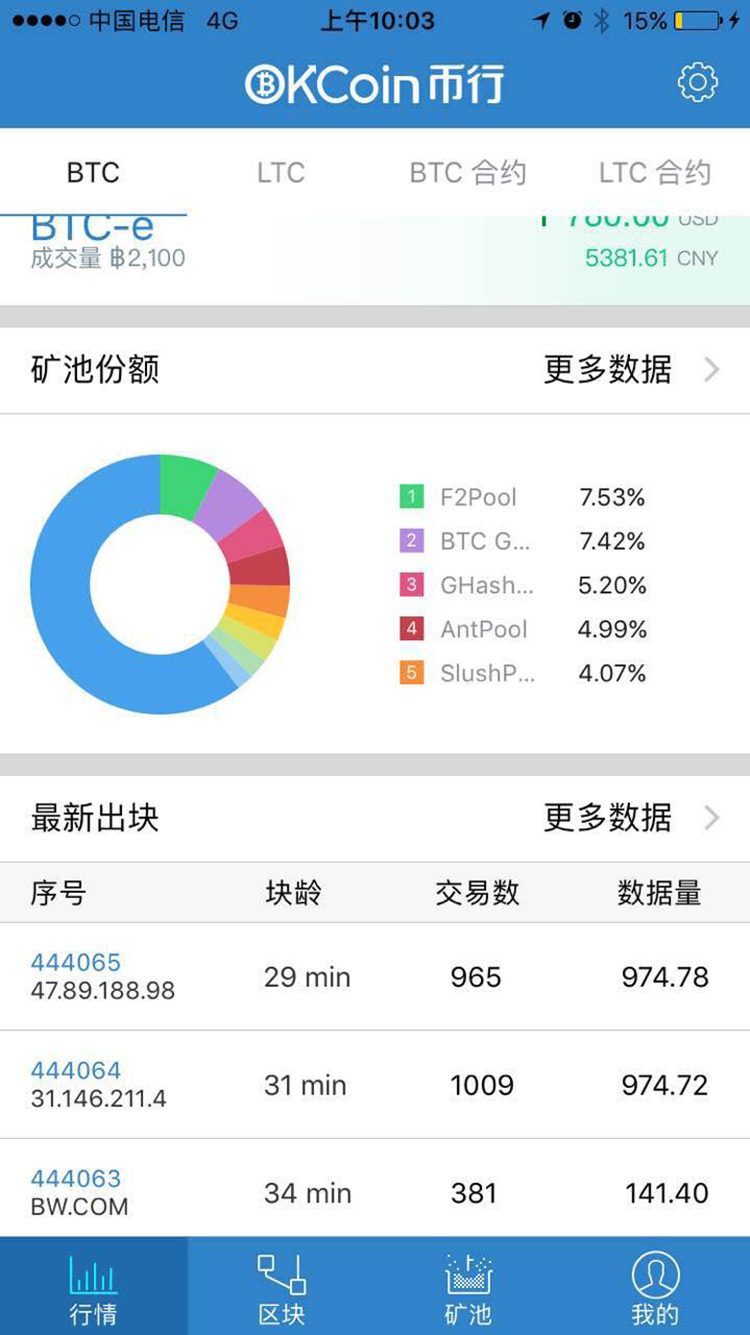 中国电信 4G 上午10:03 15%
OKCoin 币行
BTC LTC BTC 合约 LTC 合约
BTC-e 780.00 USD
成交量 ฿2,100 5381.61 CNY
矿池份额 更多数据
1 F2Pool 7.53%
2 BTC G... 7.42%
3 GHash... 5.20%
4 AntPool 4.99%
5 SlushP... 4.07%
最新出块 更多数据
序号 块龄 交易数 数据量
444065 29 min 965 974.78
47.89.188.98
444064 31 min 1009 974.72
31.146.211.4
444063 34 min 381 141.40
BW.COM
行情 区块 矿池 我的